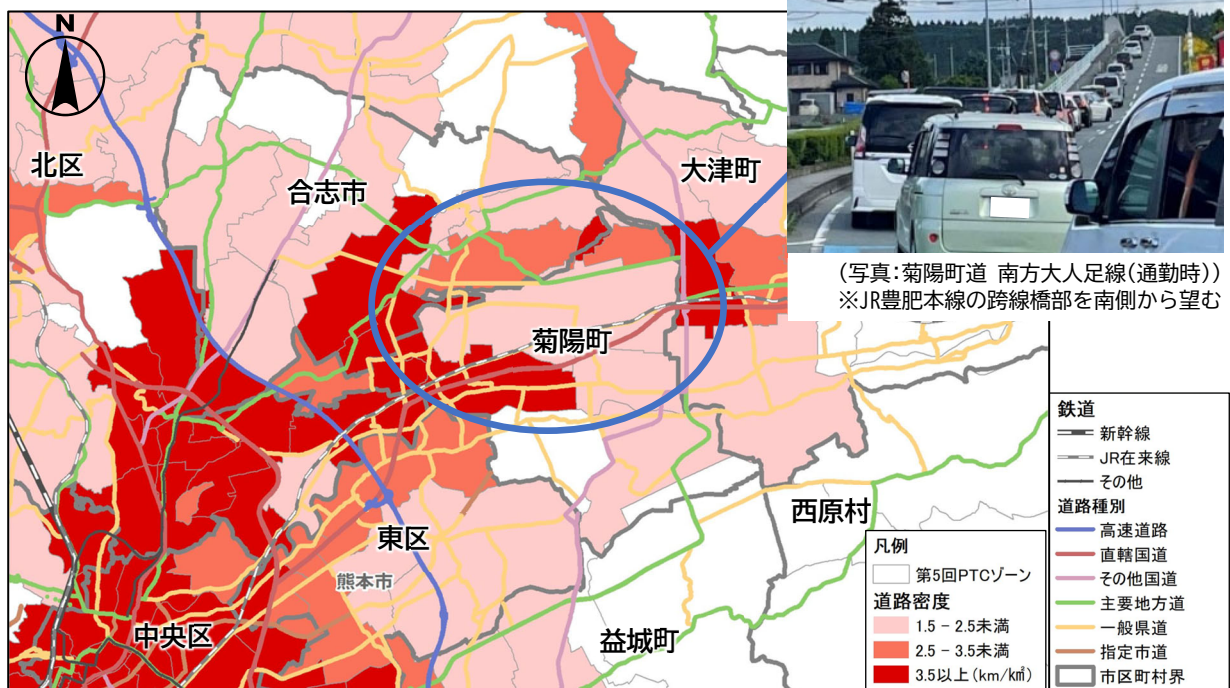 N
北区
合志市
大津町
菊陽町
東区
熊本市
中央区
西原村
益城町
(写真:菊陽町道 南方大人足線(通勤時))
※JR豊肥本線の跨線橋部を南側から望む
鉄道
新幹線
JR在来線
その他
道路種別
高速道路
直轄国道
その他国道
主要地方道
一般県道
指定市道
市区町村界
凡例
第5回PTCゾーン
道路密度
1.5 - 2.5未満
2.5 - 3.5未満
3.5以上(km/k㎡)